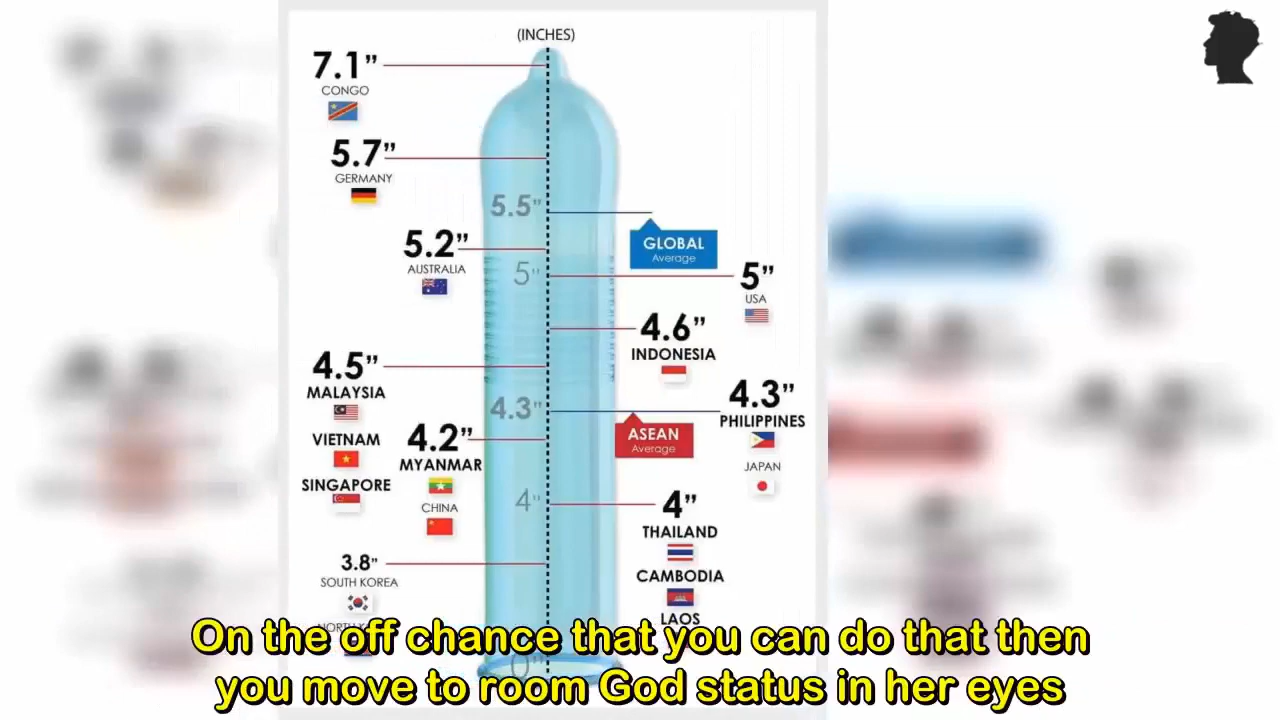 (INCHES)
7.1”
CONGO
5.7”
GERMANY
5.5”
GLOBAL
Average
5.2”
AUSTRALIA
5”
5”
USA
4.6”
INDONESIA
4.5”
MALAYSIA
VIETNAM
SINGAPORE
4.3”
PHILIPPINES
JAPAN
4.3”
ASEAN
Average
4.2”
MYANMAR
CHINA
4”
4”
THAILAND
CAMBODIA
LAOS
3.8”
SOUTH KOREA
0”
On the off chance that you can do that then
you move to room God status in her eyes